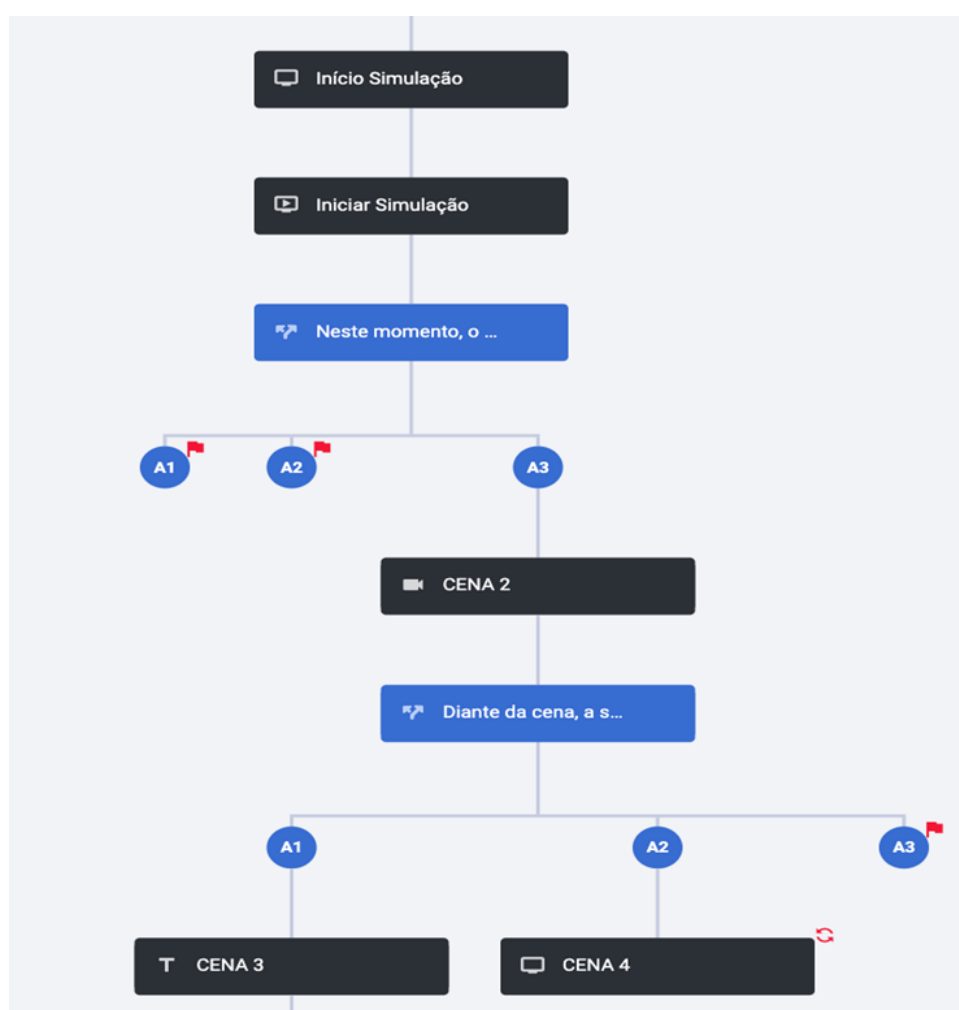 Início Simulação
Iniciar Simulação
Neste momento, o ...
A1
A2
A3
CENA 2
Diante da cena, a s...
A1
A2
A3
CENA 3
CENA 4